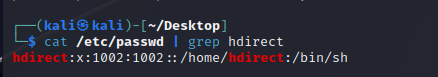 ┌──(kali㉿kali)-[~/Desktop]
└─$ cat /etc/passwd | grep hdirect
hdirect:x:1002:1002::/home/hdirect:/bin/sh